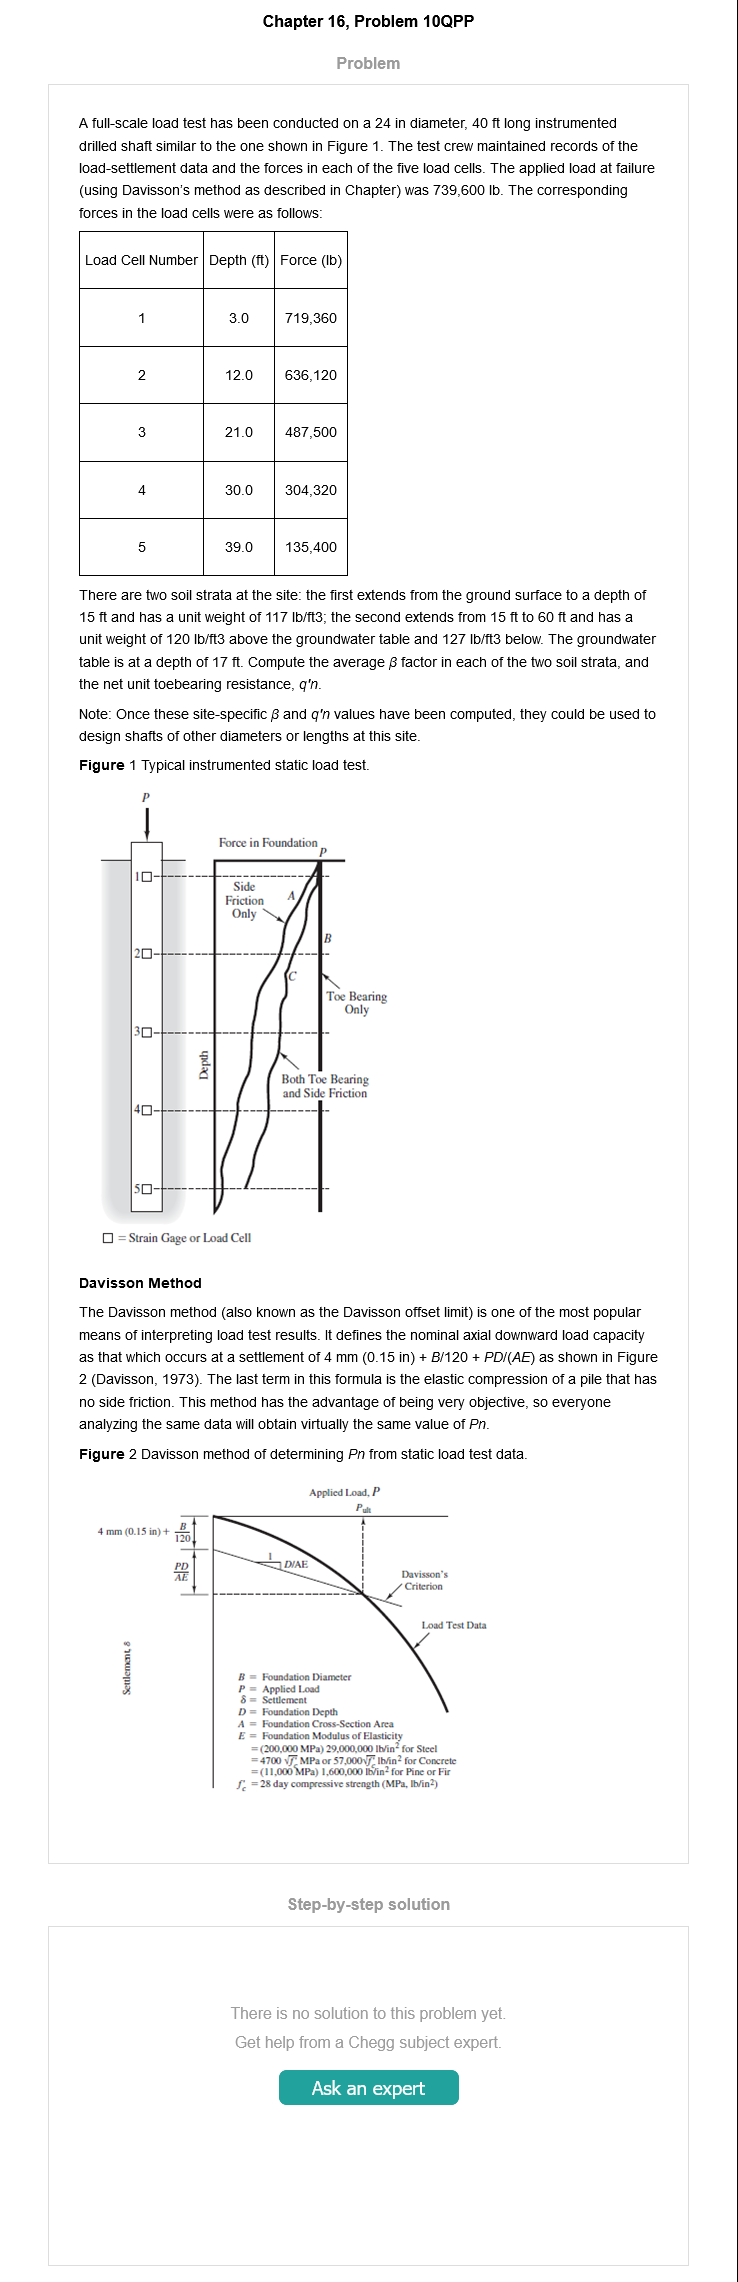 Chapter 16, Problem 10QPP
Problem
A full-scale load test has been conducted on a 24 in diameter, 40 ft long instrumented
drilled shaft similar to the one shown in Figure 1. The test crew maintained records of the
load-settlement data and the forces in each of the five load cells. The applied load at failure
(using Davisson's method as described in Chapter) was 739,600 lb. The corresponding
forces in the load cells were as follows:
Load Cell Number Depth (ft) Force (lb)
1 3.0 719,360
2 12.0 636,120
3 21.0 487,500
4 30.0 304,320
5 39.0 135,400
There are two soil strata at the site: the first extends from the ground surface to a depth of
15 ft and has a unit weight of 117 lb/ft3; the second extends from 15 ft to 60 ft and has a
unit weight of 120 lb/ft3 above the groundwater table and 127 lb/ft3 below. The groundwater
table is at a depth of 17 ft. Compute the average β factor in each of the two soil strata, and
the net unit toebearing resistance, q′n.
Note: Once these site-specific β and q′n values have been computed, they could be used to
design shafts of other diameters or lengths at this site.
Figure 1 Typical instrumented static load test.
P
Force in Foundation
P
1
Side
Friction
Only
A
B
2
C
Toe Bearing
Only
3
Depth
Both Toe Bearing
and Side Friction
4
5
= Strain Gage or Load Cell
Davisson Method
The Davisson method (also known as the Davisson offset limit) is one of the most popular
means of interpreting load test results. It defines the nominal axial downward load capacity
as that which occurs at a settlement of 4 mm (0.15 in) + B/120 + PD/(AE) as shown in Figure
2 (Davisson, 1973). The last term in this formula is the elastic compression of a pile that has
no side friction. This method has the advantage of being very objective, so everyone
analyzing the same data will obtain virtually the same value of Pn.
Figure 2 Davisson method of determining Pn from static load test data.
Applied Load, P
Pult
4 mm (0.15 in) + B/120
PD/AE
1
D/AE
Davisson's
Criterion
Load Test Data
Settlement, δ
B = Foundation Diameter
P = Applied Load
δ = Settlement
D = Foundation Depth
A = Foundation Cross-Section Area
E = Foundation Modulus of Elasticity
= (200,000 MPa) 29,000,000 lb/in² for Steel
= 4700 √f′c MPa or 57,000√f′c lb/in² for Concrete
= (11,000 MPa) 1,600,000 lb/in² for Pine or Fir
f′c = 28 day compressive strength (MPa, lb/in²)
Step-by-step solution
There is no solution to this problem yet.
Get help from a Chegg subject expert.
Ask an expert